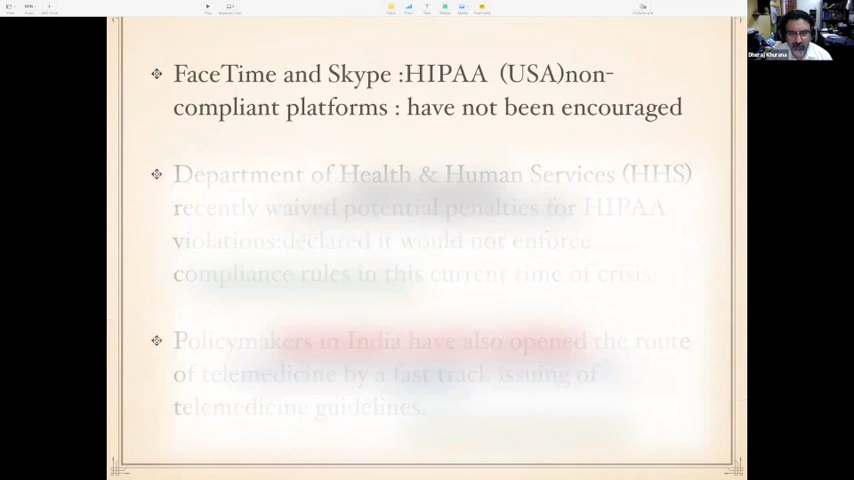 FaceTime and Skype :HIPAA (USA)non-
compliant platforms : have not been encouraged
Department of Health & Human Services (HHS)
recently waived potential penalties for HIPAA
violations:declared it would not enforce
compliance rules in this current time of crisis.
Policymakers in India have also opened the route
of telemedicine by a fast track issuing of
telemedicine guidelines.
Dheraj Khurana